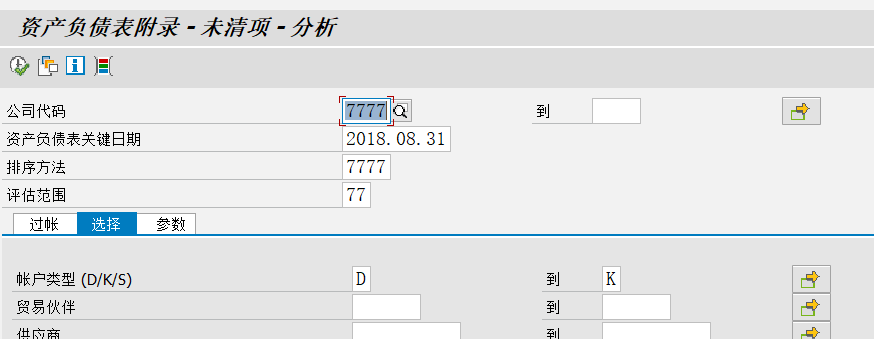 资产负债表附录 - 未清项 - 分析
公司代码 7777 到
资产负债表关键日期 2018.08.31
排序方法 7777
评估范围 77
过帐 选择 参数
帐户类型 (D/K/S) D 到 K
贸易伙伴 到
供应商 到